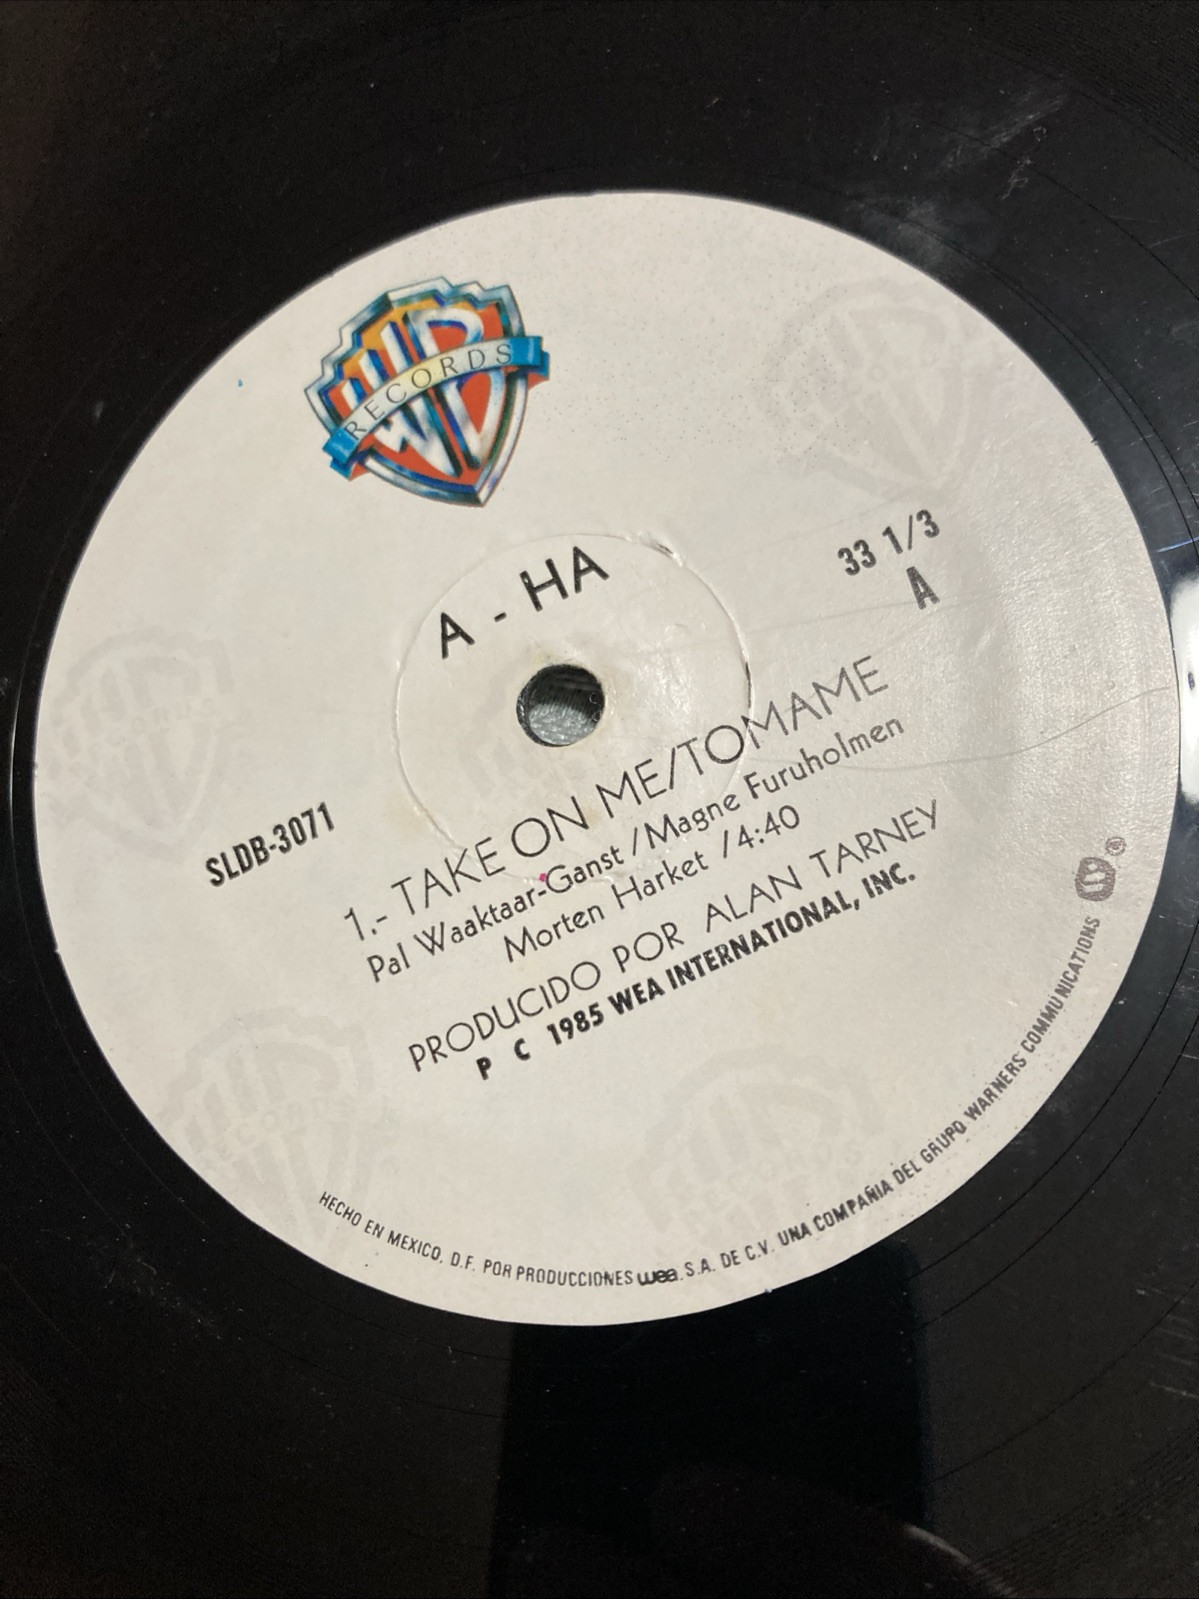 WB
RECORDS
A - HA
33 1/3
A
SLDB-3071
1.- TAKE ON ME/TOMAME
Pal Waaktaar-Ganst /Magne Furuholmen
Morten Harket /4:40
PRODUCIDO POR ALAN TARNEY
P C 1985 WEA INTERNATIONAL, INC.
HECHO EN MEXICO, D.F. POR PRODUCCIONES wea. S.A. DE C.V. UNA COMPAÑIA DEL GRUPO WARNERS COMMUNICATIONS ®